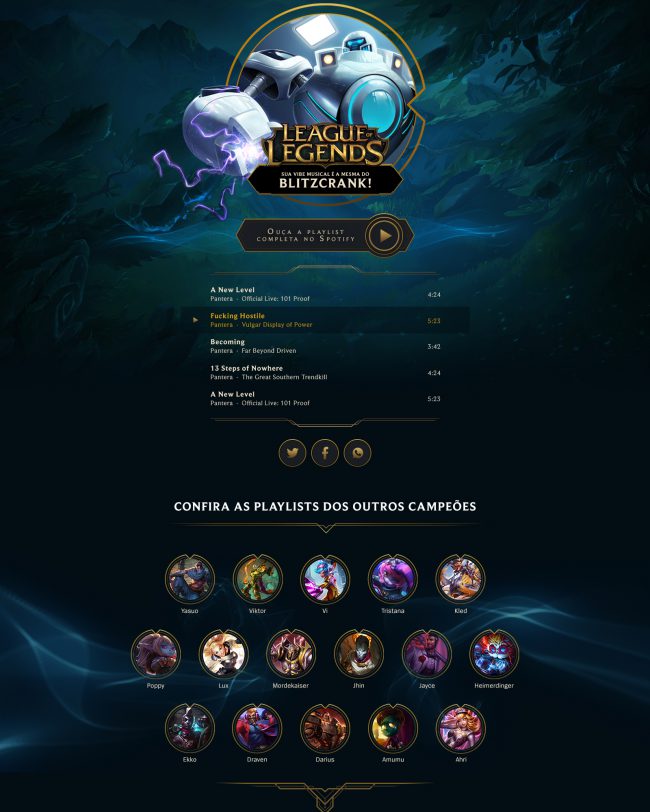 LEAGUE OF
LEGENDS
SUA VIBE MUSICAL É A MESMA DO
BLITZCRANK!
OUÇA A PLAYLIST
COMPLETA NO SPOTIFY
A New Level
Pantera - Official Live: 101 Proof
4:24
Fucking Hostile
Pantera - Vulgar Display of Power
5:23
Becoming
Pantera - Far Beyond Driven
3:42
13 Steps of Nowhere
Pantera - The Great Southern Trendkill
4:24
A New Level
Pantera - Official Live: 101 Proof
5:23
CONFIRA AS PLAYLISTS DOS OUTROS CAMPEÕES
Yasuo
Viktor
Vi
Tristana
Kled
Poppy
Lux
Mordekaiser
Jhin
Jayce
Heimerdinger
Ekko
Draven
Darius
Amumu
Ahri